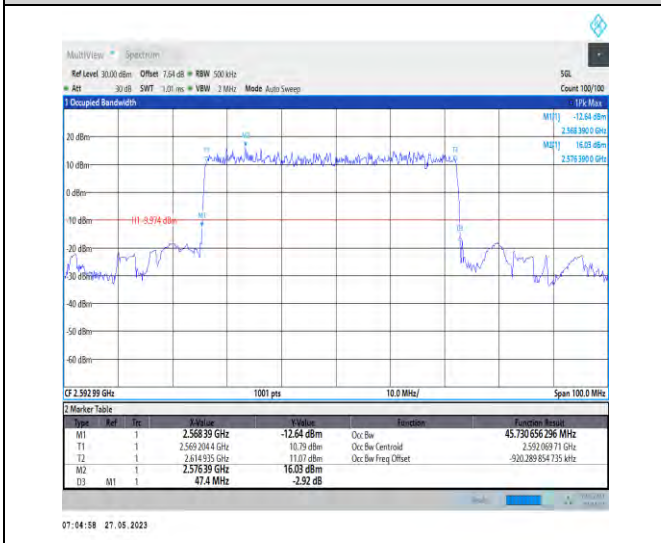 MultiView Spectrum
Ref Level 30.00 dBm Offset 7.64 dB RBW 500 kHz SGL
Att 30 dB SWT 1.01 ms VBW 2 MHz Mode Auto Sweep Count 100/100
1 Occupied Bandwidth 1Pk Max
M1[1] -12.64 dBm
2.568 390 0 GHz
M2[1] 16.03 dBm
2.576 390 0 GHz
20 dBm
10 dBm
0 dBm
-10 dBm
-20 dBm
-30 dBm
-40 dBm
-50 dBm
-60 dBm
H1 -9.974 dBm
T1
M2
T2
M1
D3
CF 2.592 99 GHz 1001 pts 10.0 MHz/ Span 100.0 MHz
2 Marker Table
Type Ref Trc X-Value Y-Value Function Function Result
M1 1 2.568 39 GHz -12.64 dBm Occ Bw 45.730 656 296 MHz
T1 1 2.569 204 4 GHz 10.79 dBm Occ Bw Centroid 2.592 069 71 GHz
T2 1 2.614 935 GHz 11.07 dBm Occ Bw Freq Offset -920.289 854 735 kHz
M2 1 2.576 39 GHz 16.03 dBm
D3 M1 1 47.4 MHz -2.92 dB
07:04:58 27.05.2023